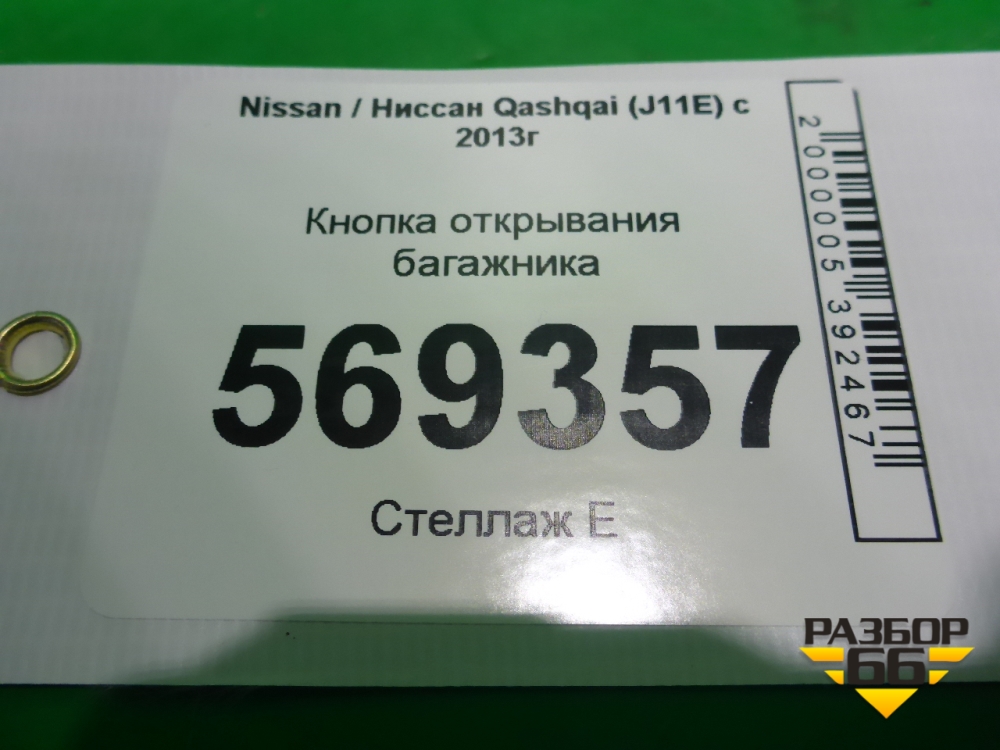 Nissan / Ниссан Qashqai (J11E) с
2013г
Кнопка открывания
багажника
569357
Стеллаж Е
2000005392467
РАЗБОР
66